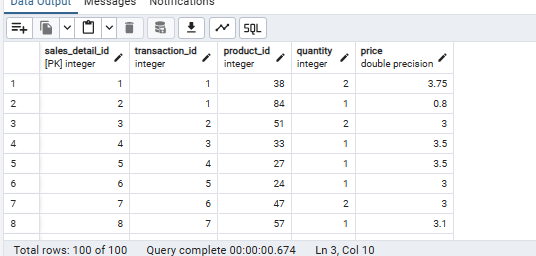 Data Output Messages Notifications
SQL
sales_detail_id transaction_id product_id quantity price
[PK] integer integer integer integer double precision
1 1 1 38 2 3.75
2 2 1 84 1 0.8
3 3 2 51 2 3
4 4 3 33 1 3.5
5 5 4 27 1 3.5
6 6 5 24 1 3
7 7 6 47 2 3
8 8 7 57 1 3.1
Total rows: 100 of 100 Query complete 00:00:00.674 Ln 3, Col 10